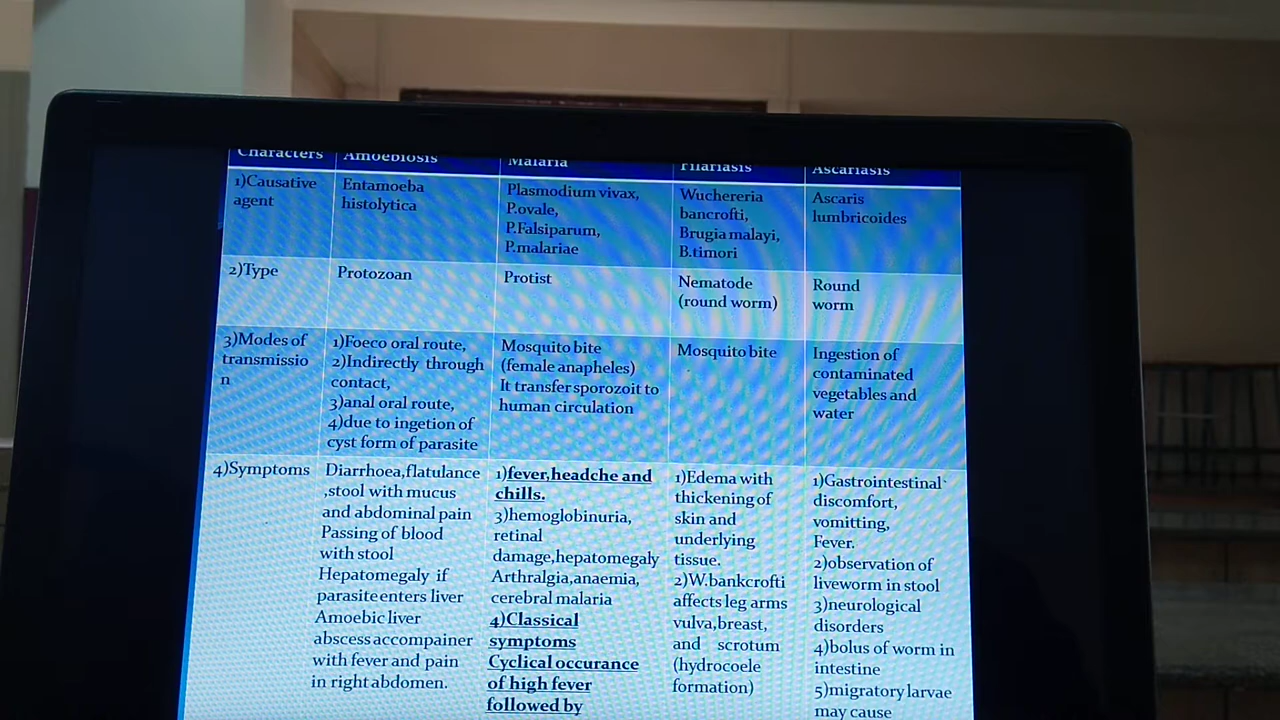 Characters
Amoebiosis
Malaria
Filariasis
Ascariasis
1)Causative
agent
Entamoeba
histolytica
Plasmodium vivax,
P.ovale,
P.Falsiparum,
P.malariae
Wuchereria
bancrofti,
Brugia malayi,
B.timori
Ascaris
lumbricoides
2)Type
Protozoan
Protist
Nematode
(round worm)
Round
worm
3)Modes of
transmissio
n
1)Foeco oral route,
2)Indirectly through
contact,
3)anal oral route,
4)due to ingetion of
cyst form of parasite
Mosquito bite
(female anapheles)
It transfer sporozoit to
human circulation
Mosquito bite
Ingestion of
contaminated
vegetables and
water
4)Symptoms
Diarrhoea,flatulance
,stool with mucus
and abdominal pain
Passing of blood
with stool
Hepatomegaly if
parasite enters liver
Amoebic liver
abscess accompainer
with fever and pain
in right abdomen.
1)fever,headche and
chills.
3)hemoglobinuria,
retinal
damage,hepatomegaly
Arthralgia,anaemia,
cerebral malaria
4)Classical
symptoms
Cyclical occurance
of high fever
followed by
1)Edema with
thickening of
skin and
underlying
tissue.
2)W.bankcrofti
affects leg arms
vulva,breast,
and scrotum
(hydrocoele
formation)
1)Gastrointestinal
discomfort,
vomitting,
Fever.
2)observation of
liveworm in stool
3)neurological
disorders
4)bolus of worm in
intestine
5)migratory larvae
may cause